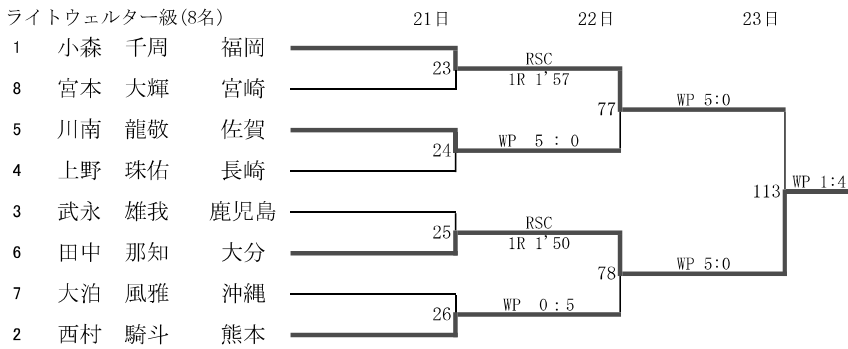 ライトウェルター級(8名) 21日 22日 23日
1 小森 千周 福岡
23 RSC 1R 1'57
8 宮本 大輝 宮崎
77 WP 5:0
5 川南 龍敬 佐賀
24 WP 5 : 0
4 上野 珠佑 長崎
113 WP 1:4
3 武永 雄我 鹿児島
25 RSC 1R 1'50
6 田中 那知 大分
78 WP 5:0
7 大泊 風雅 沖縄
26 WP 0 : 5
2 西村 騎斗 熊本